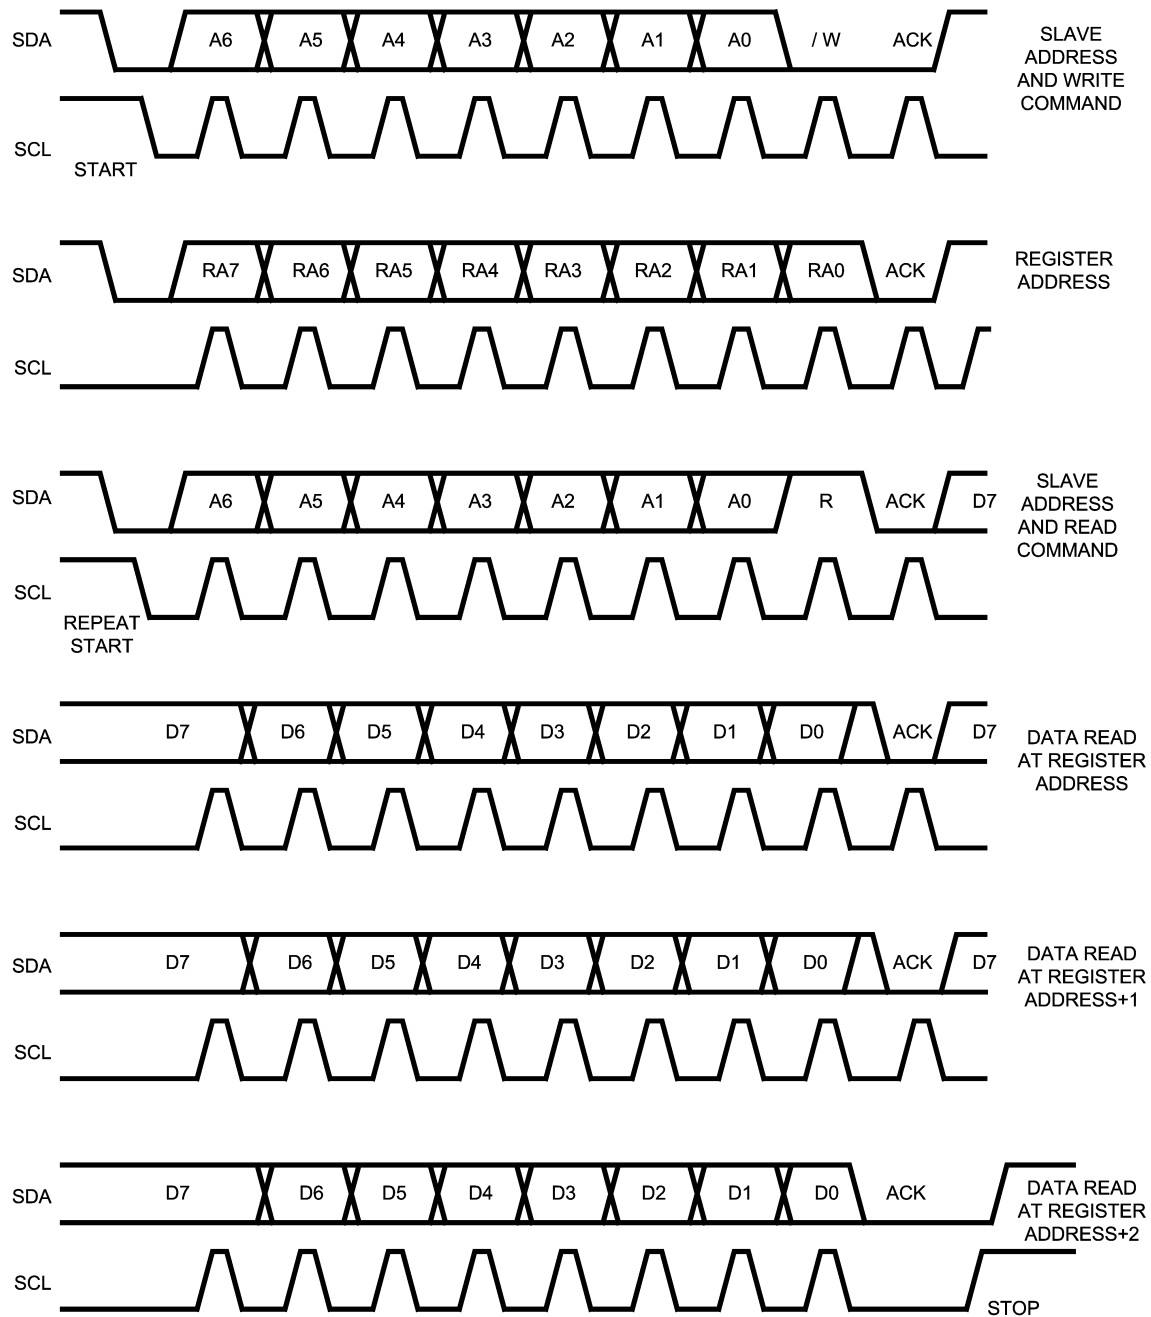 SDA A6 A5 A4 A3 A2 A1 A0 / W ACK
SLAVE
ADDRESS
AND WRITE
COMMAND
SCL
START
SDA RA7 RA6 RA5 RA4 RA3 RA2 RA1 RA0 ACK
REGISTER
ADDRESS
SCL
SDA A6 A5 A4 A3 A2 A1 A0 R ACK D7
SLAVE
ADDRESS
AND READ
COMMAND
SCL
REPEAT
START
SDA D7 D6 D5 D4 D3 D2 D1 D0 ACK D7
DATA READ
AT REGISTER
ADDRESS
SCL
SDA D7 D6 D5 D4 D3 D2 D1 D0 ACK D7
DATA READ
AT REGISTER
ADDRESS+1
SCL
SDA D7 D6 D5 D4 D3 D2 D1 D0 ACK
DATA READ
AT REGISTER
ADDRESS+2
SCL
STOP